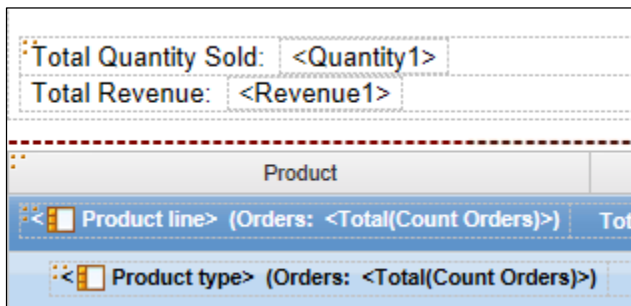 Total Quantity Sold: <Quantity1>
Total Revenue: <Revenue1>
Product
< Product line> (Orders: <Total(Count Orders)>)
< Product type> (Orders: <Total(Count Orders)>)